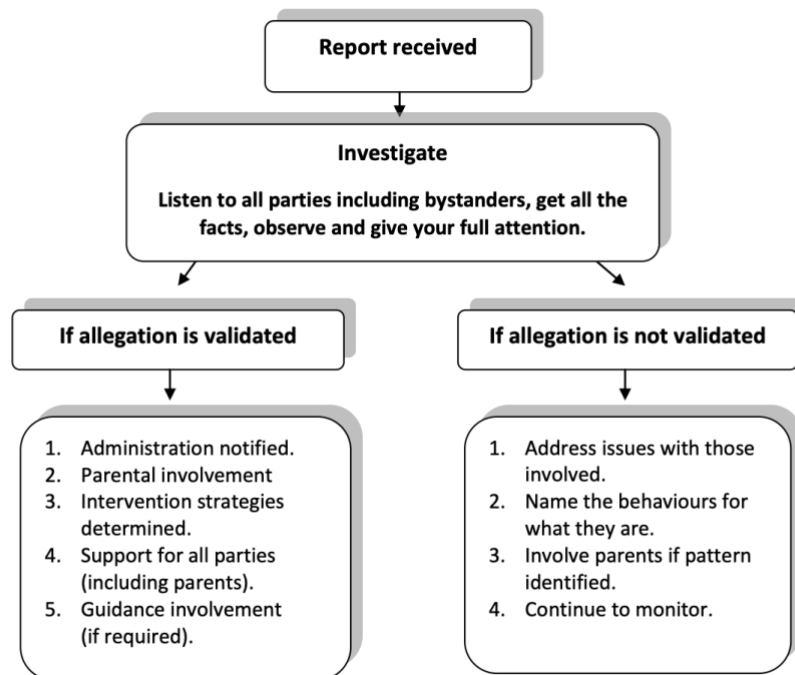 Report received
Investigate
Listen to all parties including bystanders, get all the
facts, observe and give your full attention.
If allegation is validated
1. Administration notified.
2. Parental involvement
3. Intervention strategies
determined.
4. Support for all parties
(including parents).
5. Guidance involvement
(if required).
If allegation is not validated
1. Address issues with those
involved.
2. Name the behaviours for
what they are.
3. Involve parents if pattern
identified.
4. Continue to monitor.